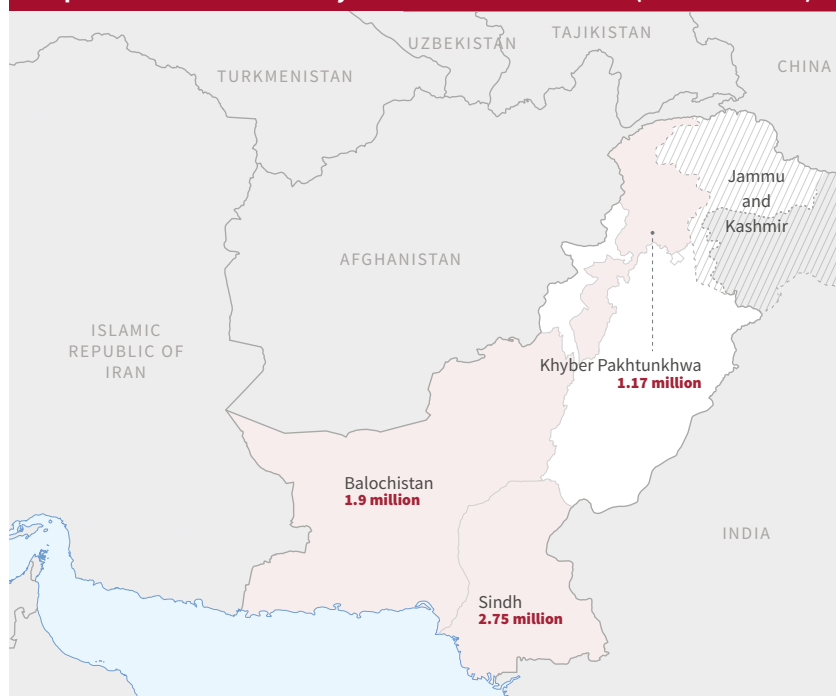 UZBEKISTAN
TAJIKISTAN
CHINA
TURKMENISTAN
Jammu
and
Kashmir
AFGHANISTAN
ISLAMIC
REPUBLIC OF
IRAN
Khyber Pakhtunkhwa
1.17 million
Balochistan
1.9 million
INDIA
Sindh
2.75 million